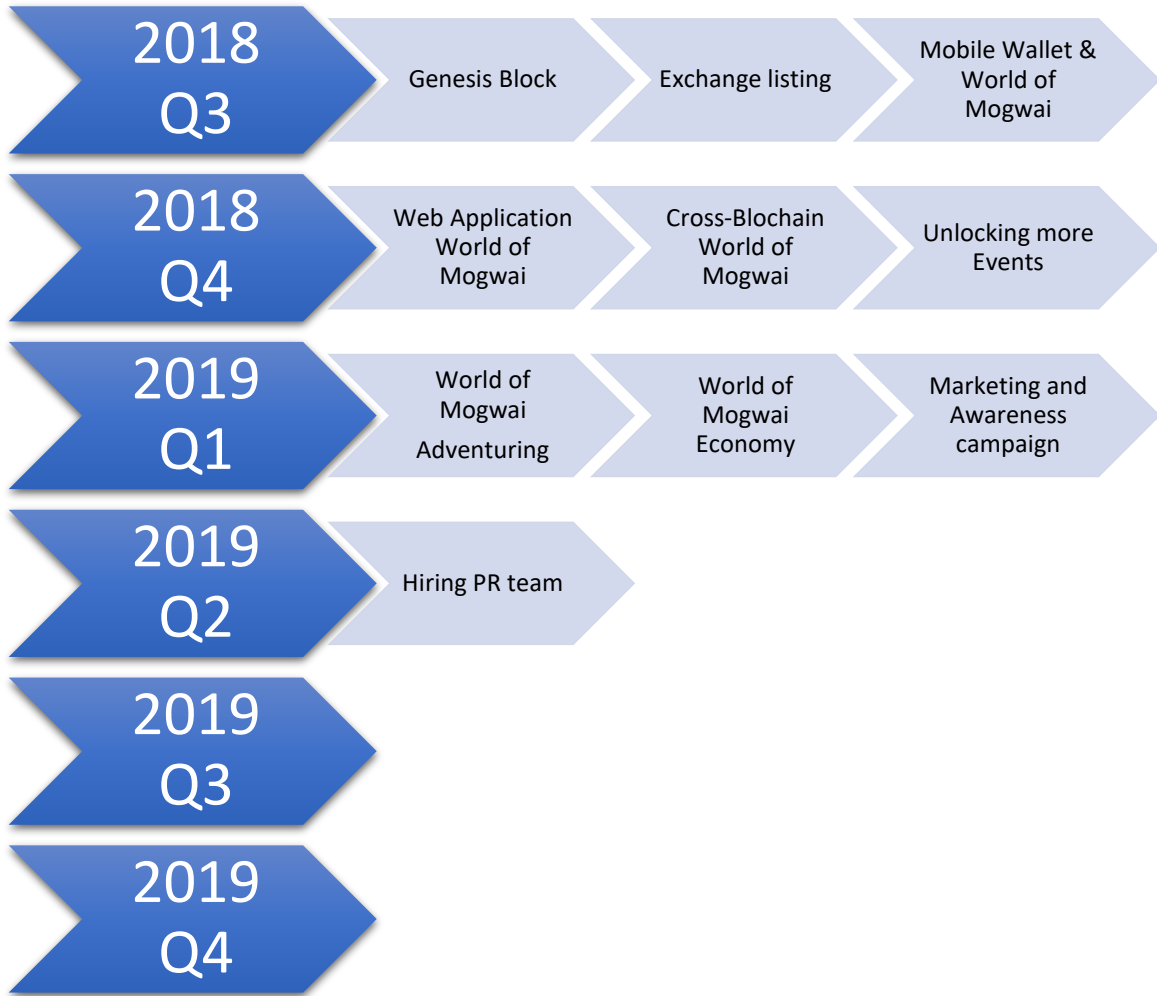 2018
Q3
Genesis Block
Exchange listing
Mobile Wallet &
World of
Mogwai
2018
Q4
Web Application
World of
Mogwai
Cross-Blochain
World of
Mogwai
Unlocking more
Events
2019
Q1
World of
Mogwai
Adventuring
World of
Mogwai
Economy
Marketing and
Awareness
campaign
2019
Q2
Hiring PR team
2019
Q3
2019
Q4